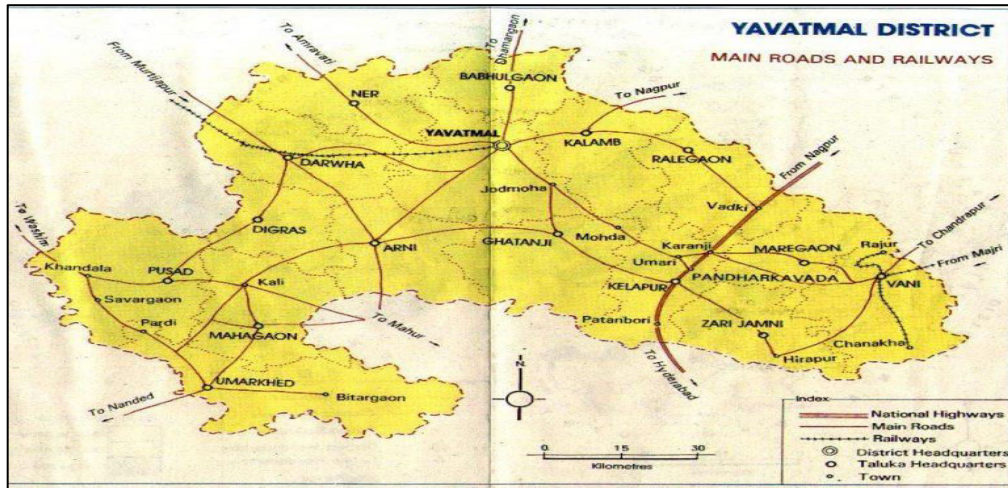 YAVATMAL DISTRICT
MAIN ROADS AND RAILWAYS
To Amravati
To Dhamangaon
From Murtijapur
BABHULGAON
NER
To Nagpur
YAVATMAL
KALAMB
DARWHA
RALEGAON
From Nagpur
Jodmoha
Vadki
To Washim
DIGRAS
ARNI
GHATANJI
Mohda
Karanji
MAREGAON
Rajur
To Chandrapur
From Majri
Khandala
PUSAD
Kali
Umari
PANDHARKAVADA
VANI
KELAPUR
Savargaon
Pardi
MAHAGAON
To Mahur
Patanbori
ZARI JAMNI
Chanakha
Hirapur
UMARKHED
To Nanded
Bitargaon
To Hyderabad
N
0 15 30
Kilometres
Index
National Highways
Main Roads
Railways
District Headquarters
Taluka Headquarters
Town